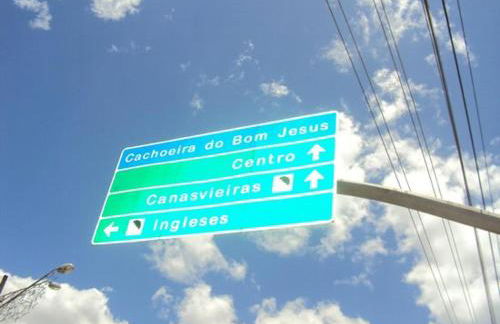 Cachoeira do Bom Jesus
Centro
Canasvieiras
Ingleses